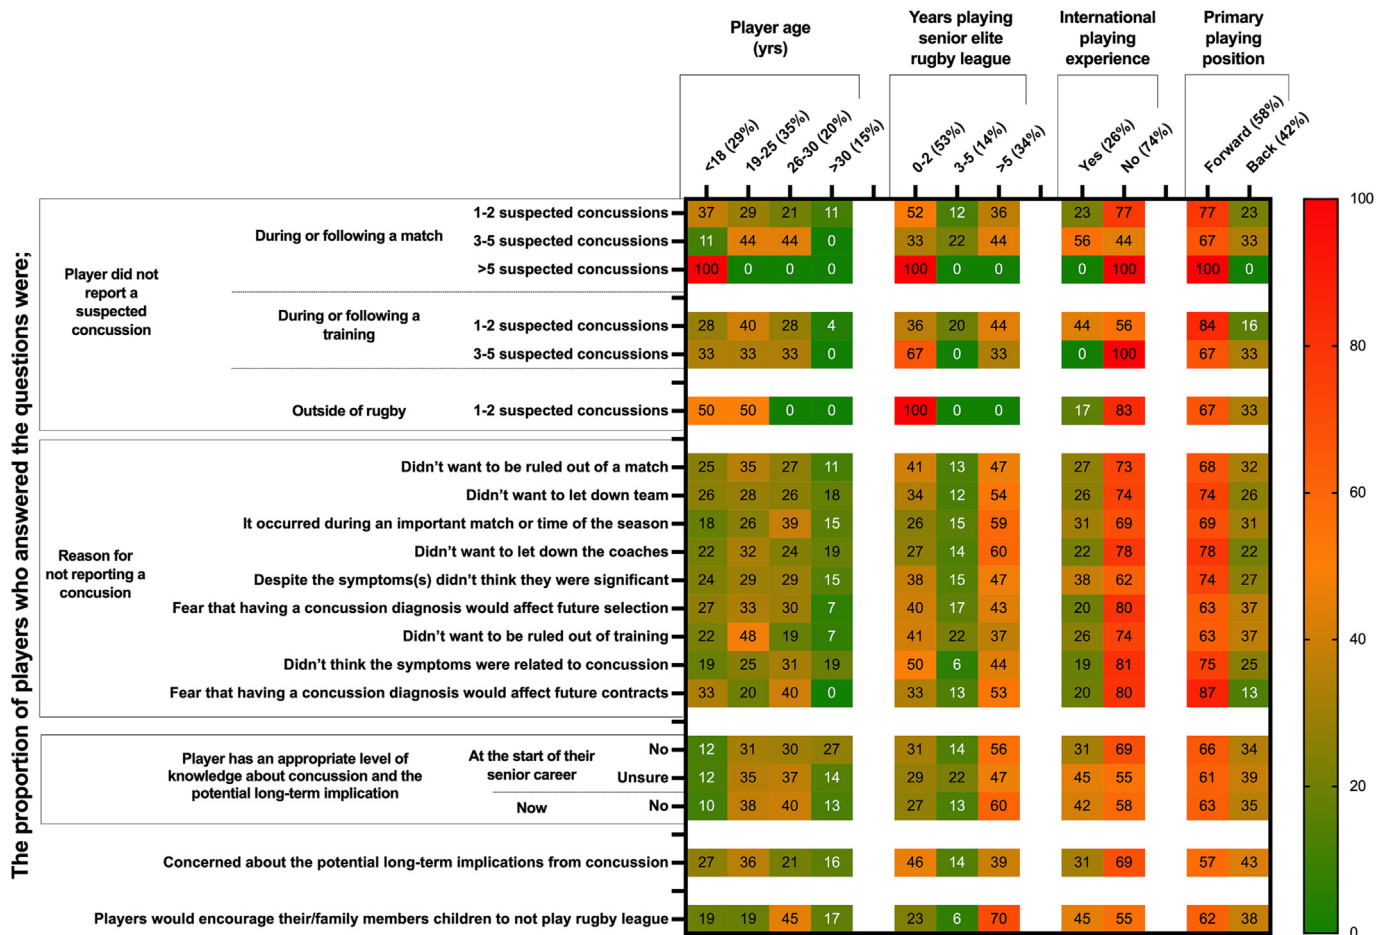 Player age
(yrs)
Years playing
senior elite
rugby league
International
playing
experience
Primary
playing
position
<18 (29%)
19-25 (35%)
26-30 (20%)
>30 (15%)
0-2 (53%)
3-5 (14%)
>5 (34%)
Yes (26%)
No (74%)
Forward (58%)
Back (42%)
The proportion of players who answered the questions were;
Player did not
report a
suspected
concussion
During or following a match
1-2 suspected concussions 37 29 21 11 52 12 36 23 77 77 23
3-5 suspected concussions 11 44 44 0 33 22 44 56 44 67 33
>5 suspected concussions 100 0 0 0 100 0 0 0 100 100 0
During or following a
training
1-2 suspected concussions 28 40 28 4 36 20 44 44 56 84 16
3-5 suspected concussions 33 33 33 0 67 0 33 0 100 67 33
Outside of rugby
1-2 suspected concussions 50 50 0 0 100 0 0 17 83 67 33
Reason for
not reporting a
concusion
Didn't want to be ruled out of a match 25 35 27 11 41 13 47 27 73 68 32
Didn't want to let down team 26 28 26 18 34 12 54 26 74 74 26
It occurred during an important match or time of the season 18 26 39 15 26 15 59 31 69 69 31
Didn't want to let down the coaches 22 32 24 19 27 14 60 22 78 78 22
Despite the symptoms(s) didn't think they were significant 24 29 29 15 38 15 47 38 62 74 27
Fear that having a concussion diagnosis would affect future selection 27 33 30 7 40 17 43 20 80 63 37
Didn't want to be ruled out of training 22 48 19 7 41 22 37 26 74 63 37
Didn't think the symptoms were related to concussion 19 25 31 19 50 6 44 19 81 75 25
Fear that having a concussion diagnosis would affect future contracts 33 20 40 0 33 13 53 20 80 87 13
Player has an appropriate level of
knowledge about concussion and the
potential long-term implication
At the start of their
senior career
No 12 31 30 27 31 14 56 31 69 66 34
Unsure 12 35 37 14 29 22 47 45 55 61 39
Now
No 10 38 40 13 27 13 60 42 58 63 35
Concerned about the potential long-term implications from concussion 27 36 21 16 46 14 39 31 69 57 43
Players would encourage their/family members children to not play rugby league 19 19 45 17 23 6 70 45 55 62 38
100
80
60
40
20
0